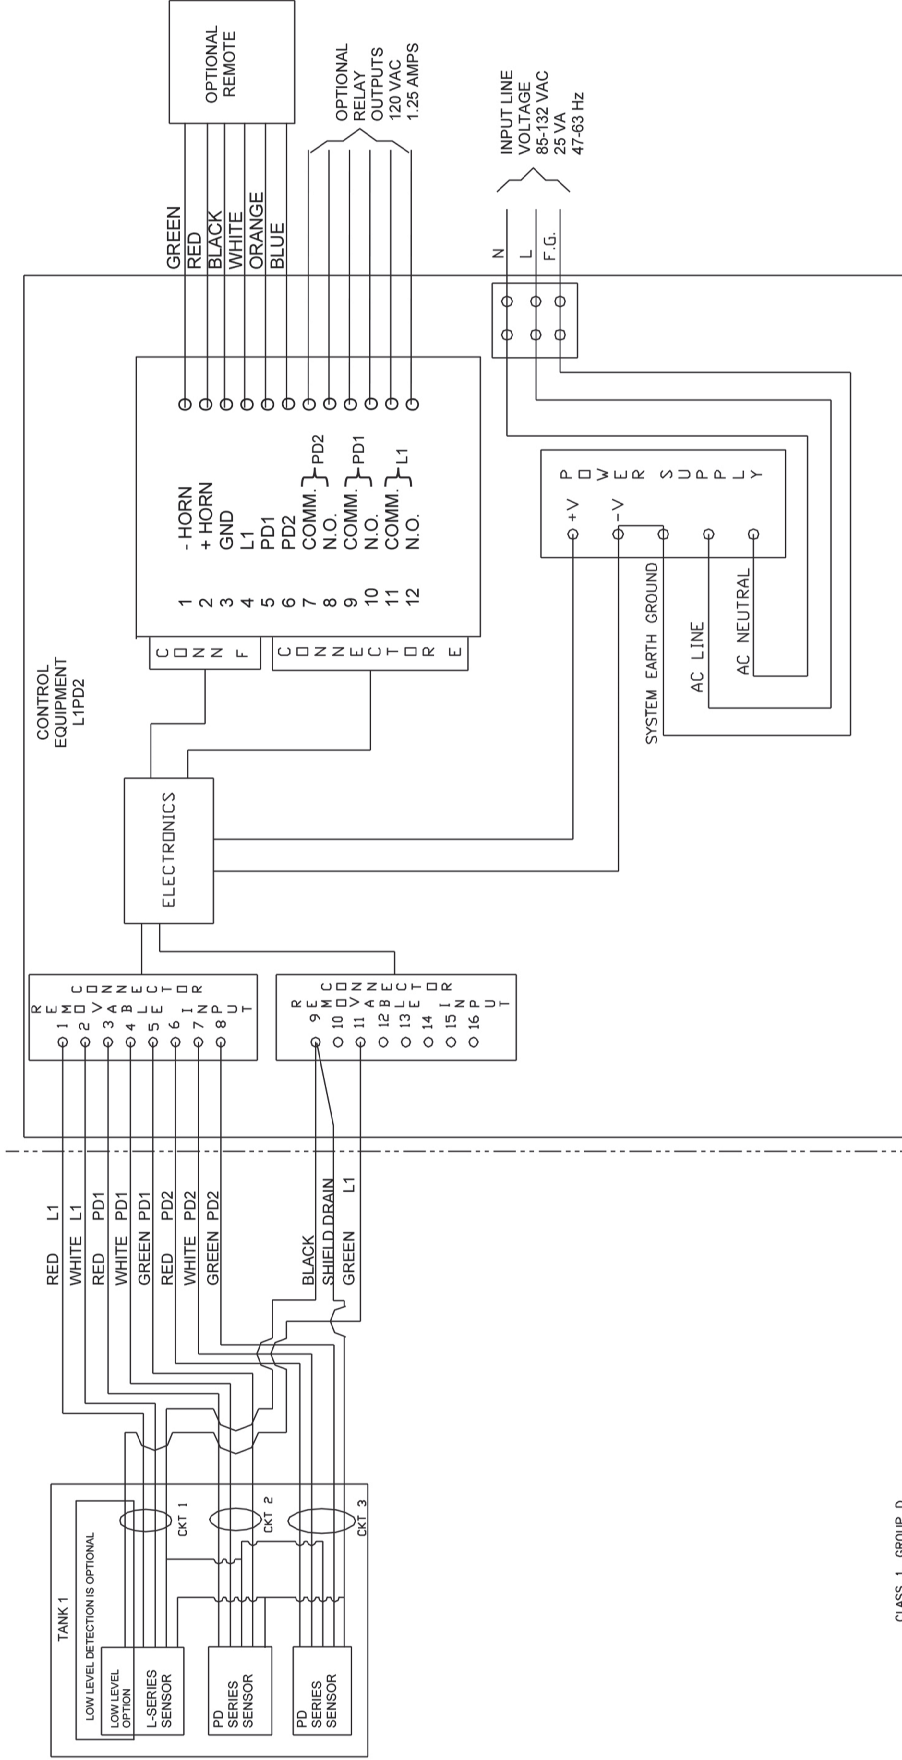 OPTIONAL
REMOTE
GREEN
RED
BLACK
WHITE
ORANGE
BLUE
OPTIONAL
RELAY
OUTPUTS
120 VAC
1.25 AMPS
INPUT LINE
VOLTAGE
85-132 VAC
25 VA
47-63 Hz
N
L
F.G.
CONTROL
EQUIPMENT
L1PD2
1 - HORN
2 + HORN
3 GND
4 L1
5 PD1
6 PD2
7 COMM.
8 N.O.
PD2
9 COMM.
10 N.O.
PD1
11 COMM.
12 N.O.
L1
CONN F
CONNECTOR E
POWER SUPPLY
+V
-V
SYSTEM EARTH GROUND
AC LINE
AC NEUTRAL
ELECTRONICS
REMOVABLE
CONNECTOR
INPUT
1
2
3
4
5
6
7
8
REMOVABLE
CONNECTOR
INPUT
9
10
11
12
13
14
15
16
RED L1
WHITE L1
RED PD1
WHITE PD1
GREEN PD1
RED PD2
WHITE PD2
GREEN PD2
BLACK
SHIELD DRAIN
GREEN L1
TANK 1
LOW LEVEL DETECTION IS OPTIONAL
LOW LEVEL
OPTION
L-SERIES
SENSOR
PD
SERIES
SENSOR
PD
SERIES
SENSOR
CKT 1
CKT 2
CKT 3
CLASS 1 GROUP D